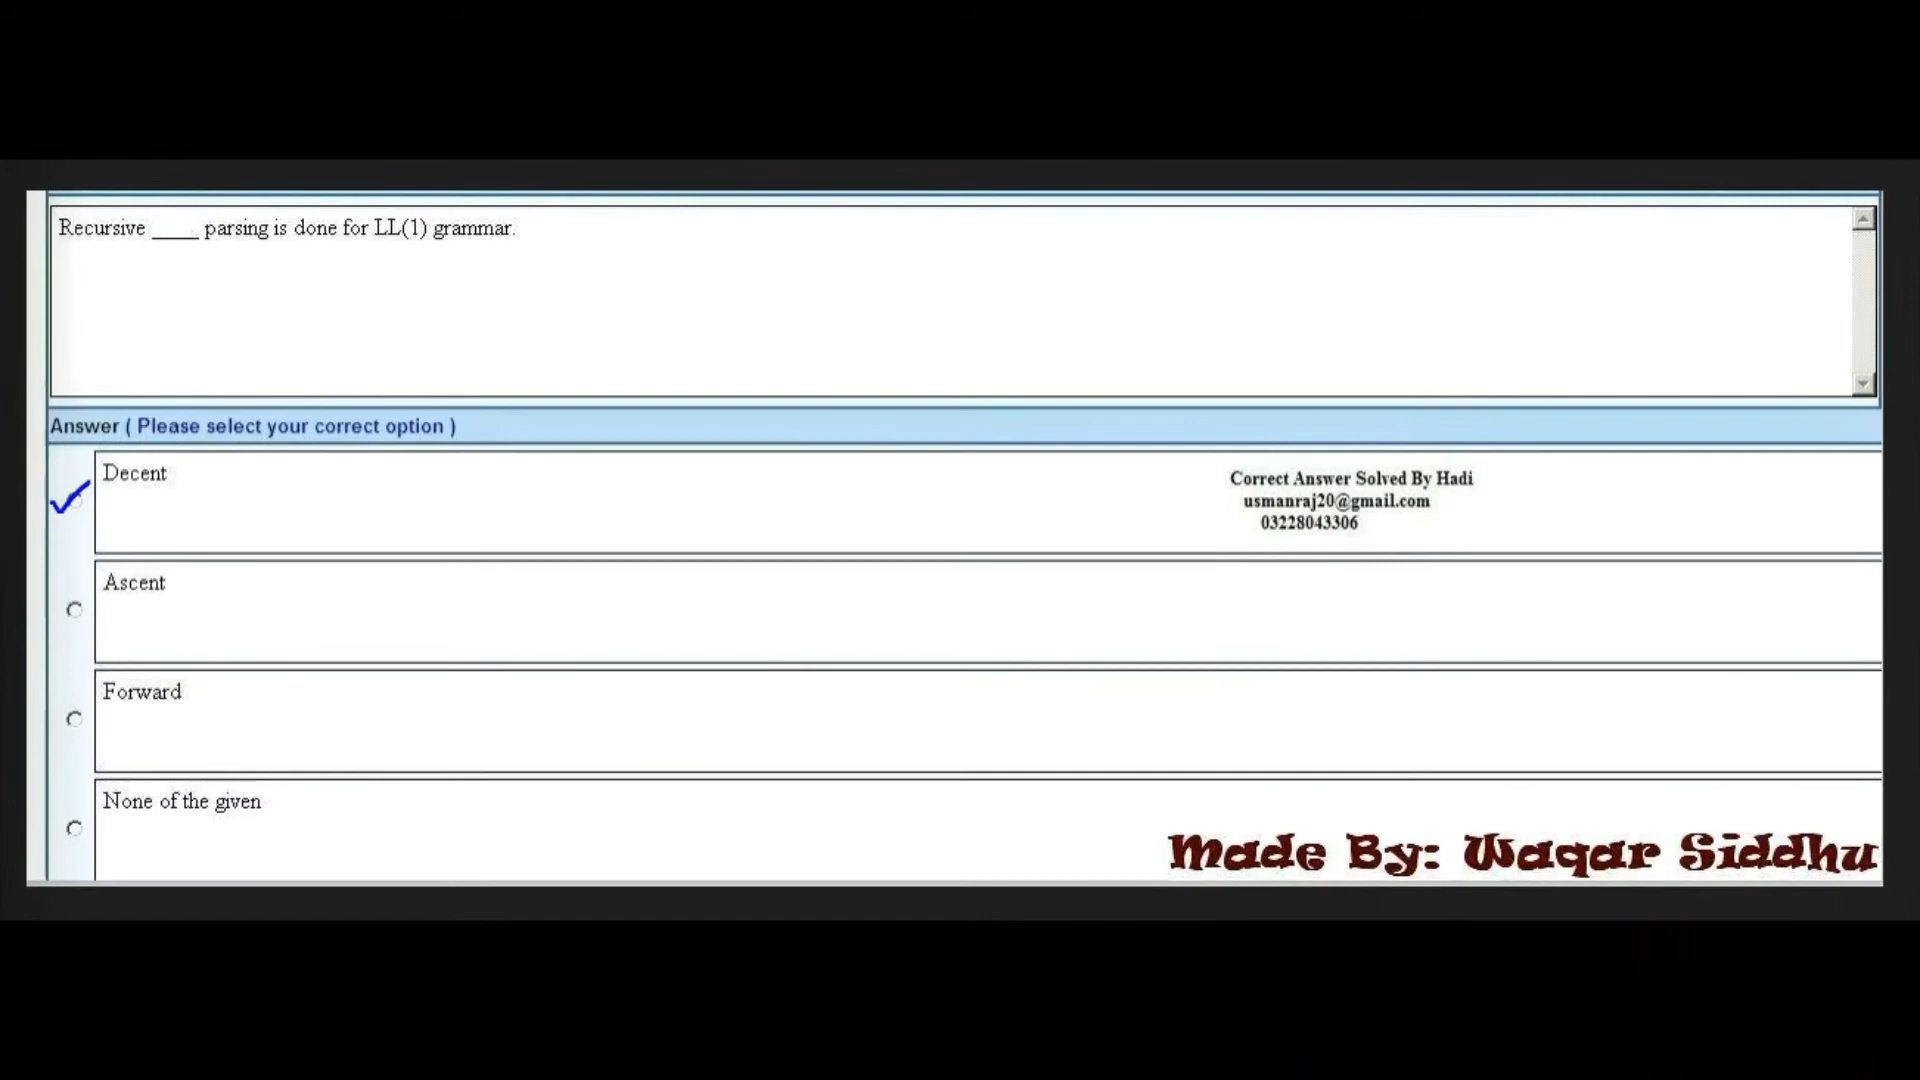 Recursive ____ parsing is done for LL(1) grammar.
Answer ( Please select your correct option )
Decent
Correct Answer Solved By Hadi
usmanraj20@gmail.com
03228043306
Ascent
Forward
None of the given
Made By: Waqar Siddhu